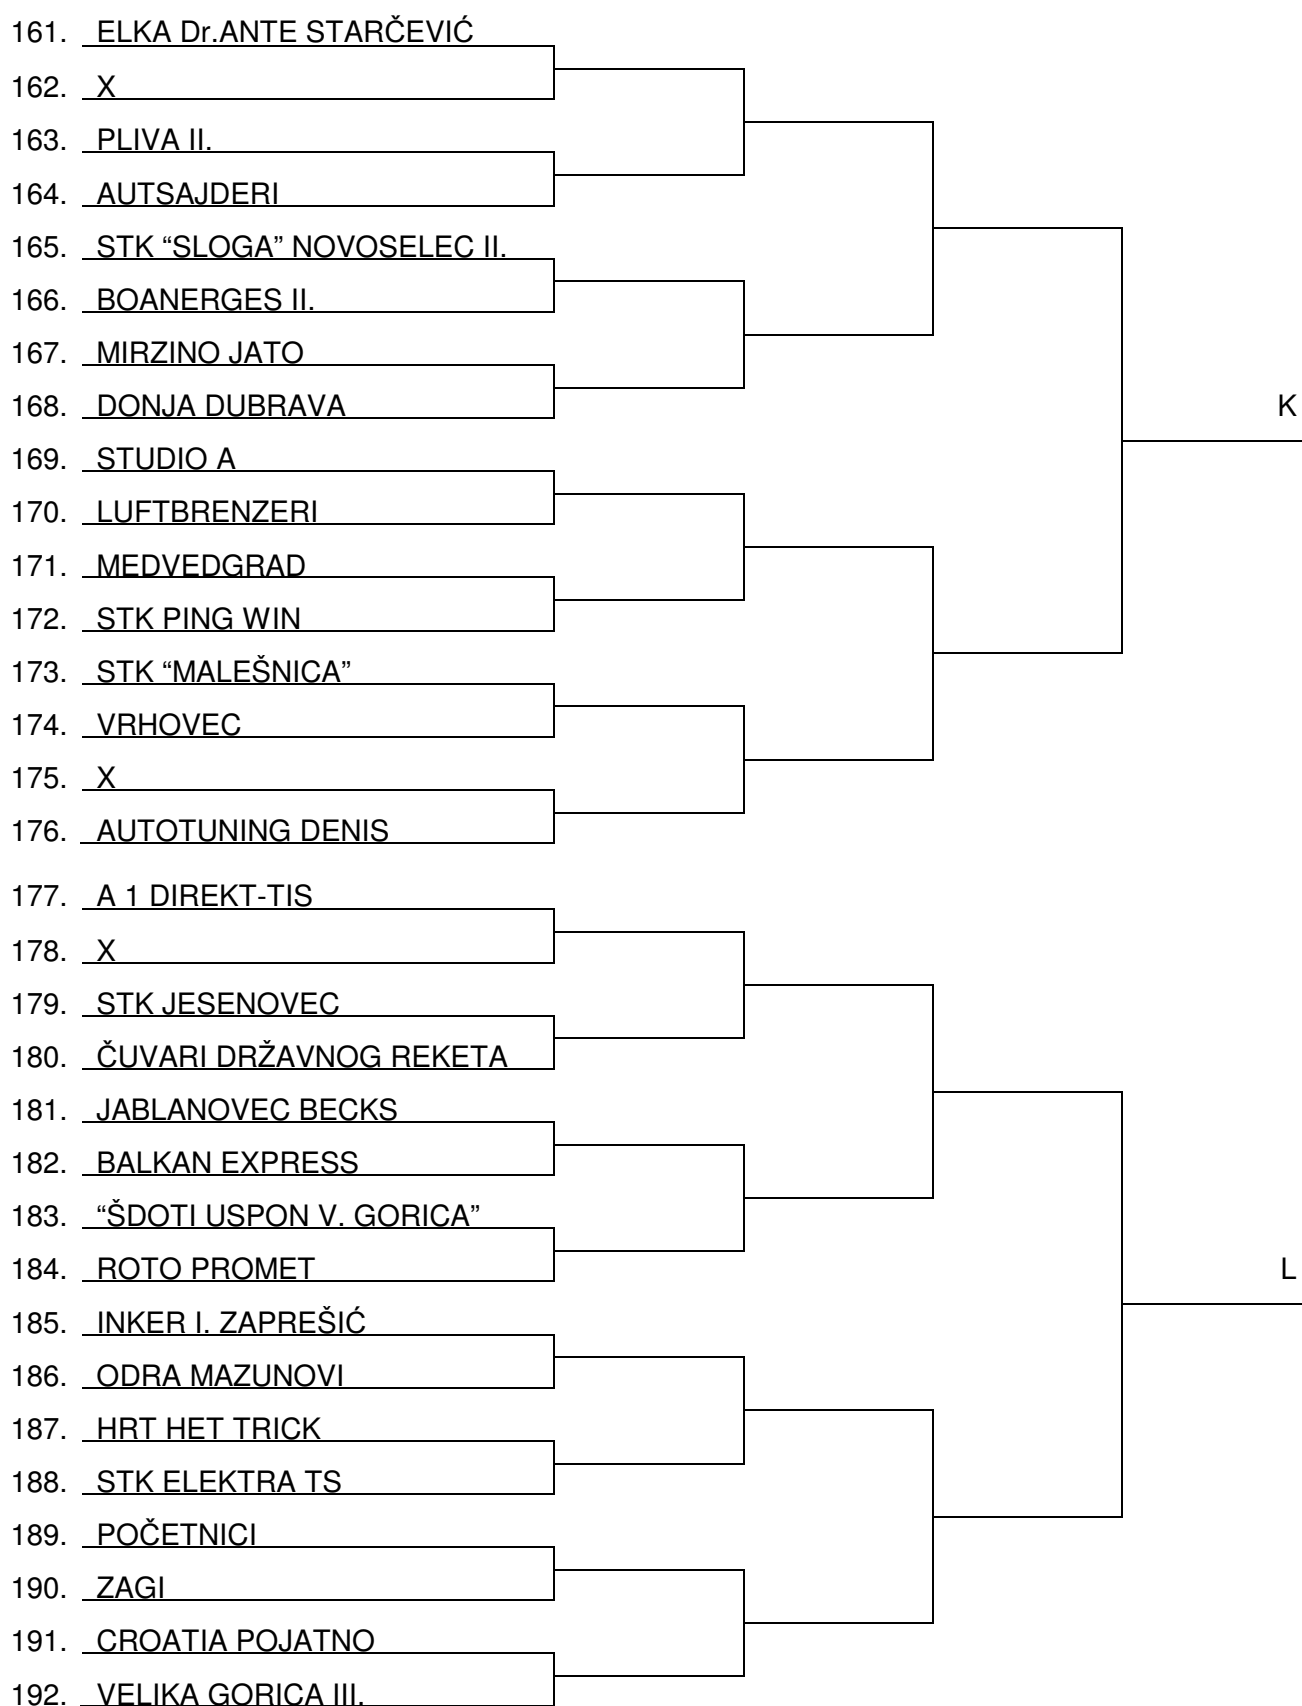 161. ELKA Dr.ANTE STARČEVIĆ
162. X
163. PLIVA II.
164. AUTSAJDERI
165. STK “SLOGA” NOVOSELEC II.
166. BOANERGES II.
167. MIRZINO JATO
168. DONJA DUBRAVA
K
169. STUDIO A
170. LUFTBRENZERI
171. MEDVEDGRAD
172. STK PING WIN
173. STK “MALEŠNICA”
174. VRHOVEC
175. X
176. AUTOTUNING DENIS
177. A 1 DIREKT-TIS
178. X
179. STK JESENOVEC
180. ČUVARI DRŽAVNOG REKETA
181. JABLANOVEC BECKS
182. BALKAN EXPRESS
183. “ŠDOTI USPON V. GORICA”
184. ROTO PROMET
L
185. INKER I. ZAPREŠIĆ
186. ODRA MAZUNOVI
187. HRT HET TRICK
188. STK ELEKTRA TS
189. POČETNICI
190. ZAGI
191. CROATIA POJATNO
192. VELIKA GORICA III.